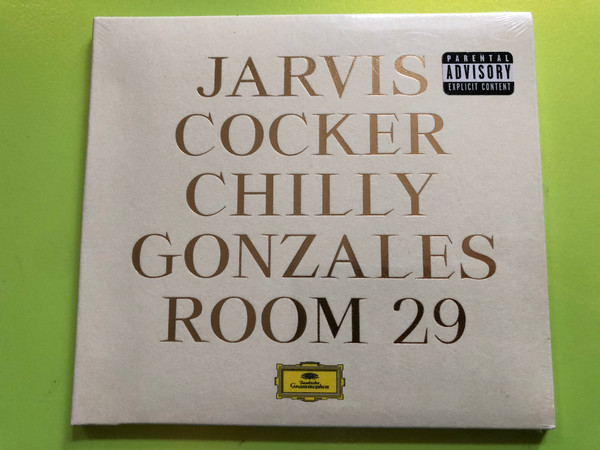 JARVIS
PARENTAL
ADVISORY
EXPLICIT CONTENT
COCKER
CHILLY
GONZALES
ROOM 29
Deutsche
Grammophon